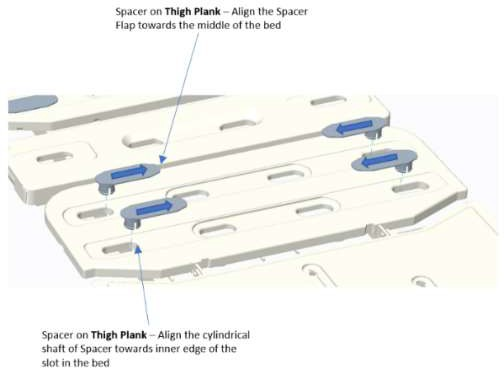 Spacer on Thigh Plank – Align the Spacer
Flap towards the middle of the bed
Spacer on Thigh Plank – Align the cylindrical
shaft of Spacer towards inner edge of the
slot in the bed